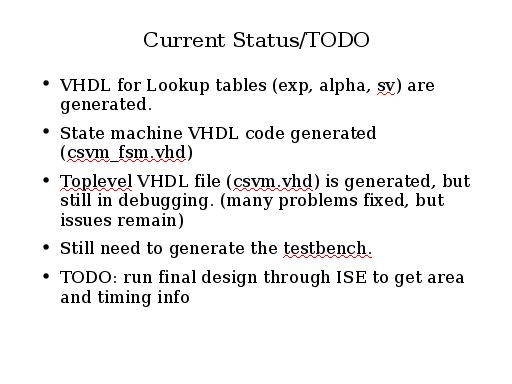 Current Status/TODO
• VHDL for Lookup tables (exp, alpha, sv) are
generated.
• State machine VHDL code generated
(csvm_fsm.vhd)
• Toplevel VHDL file (csvm.vhd) is generated, but
still in debugging. (many problems fixed, but
issues remain)
• Still need to generate the testbench.
• TODO: run final design through ISE to get area
and timing info